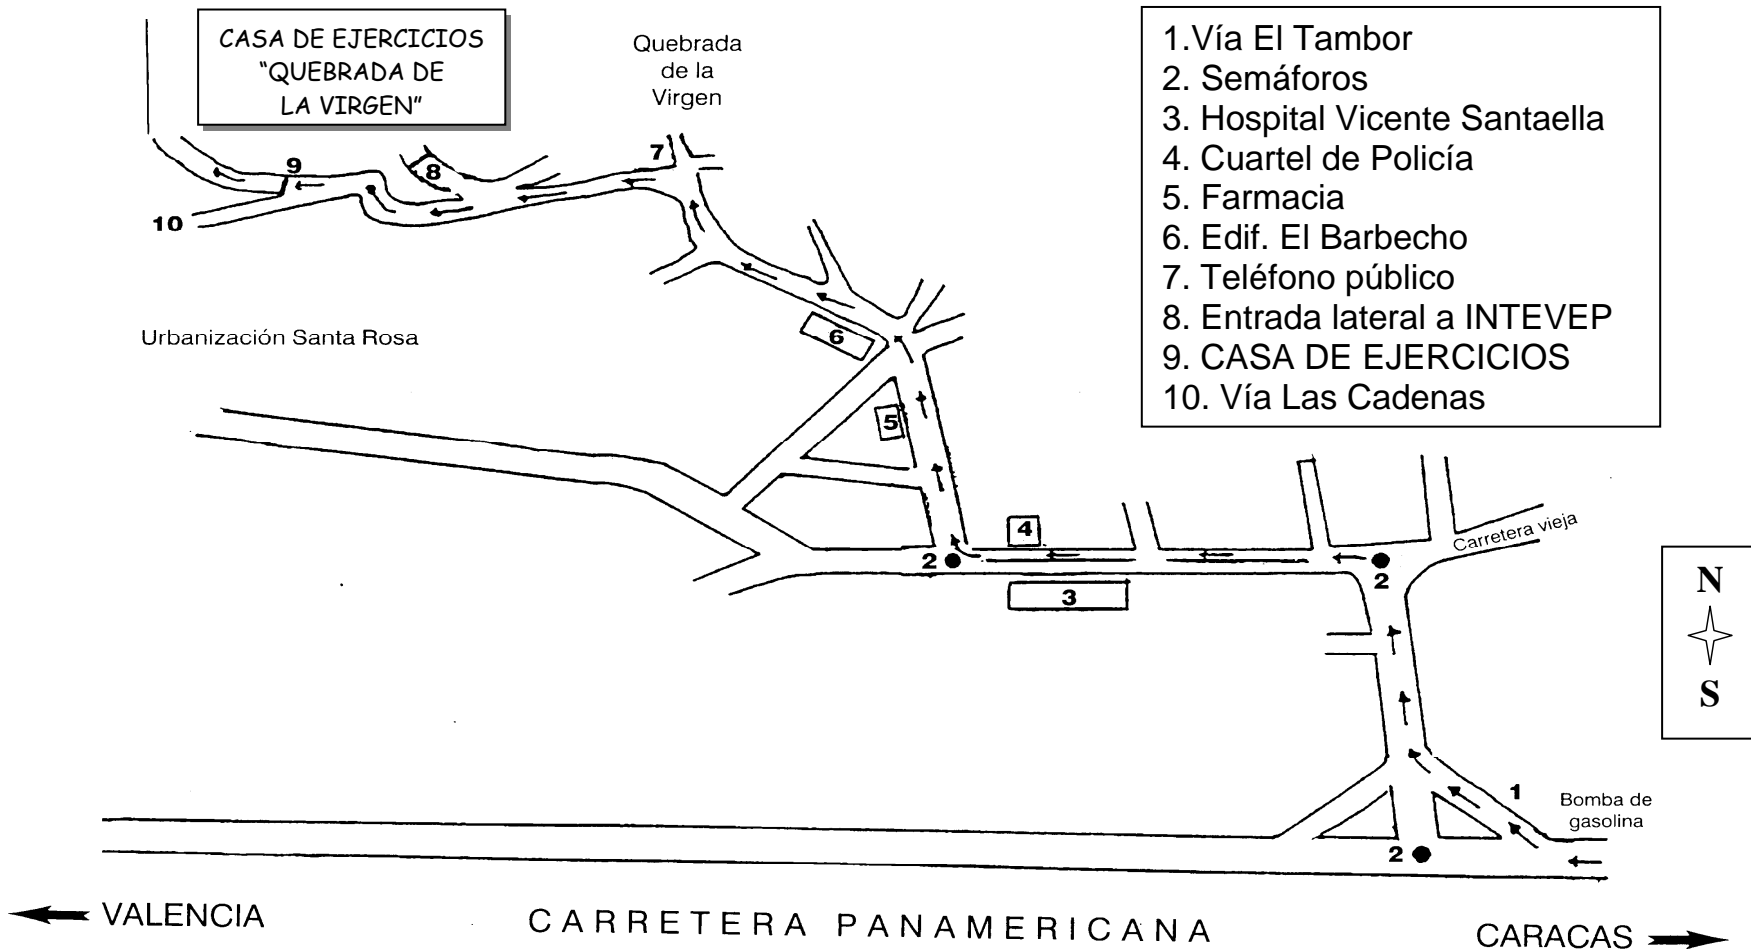 CASA DE EJERCICIOS
"QUEBRADA DE
LA VIRGEN"
Quebrada
de la
Virgen
1.Vía El Tambor
2. Semáforos
3. Hospital Vicente Santaella
4. Cuartel de Policía
5. Farmacia
6. Edif. El Barbecho
7. Teléfono público
8. Entrada lateral a INTEVEP
9. CASA DE EJERCICIOS
10. Vía Las Cadenas
7
9
8
10
6
Urbanización Santa Rosa
5
4
Carretera vieja
2
2
3
N
S
1
Bomba de
gasolina
2
VALENCIA
CARRETERA PANAMERICANA
CARACAS